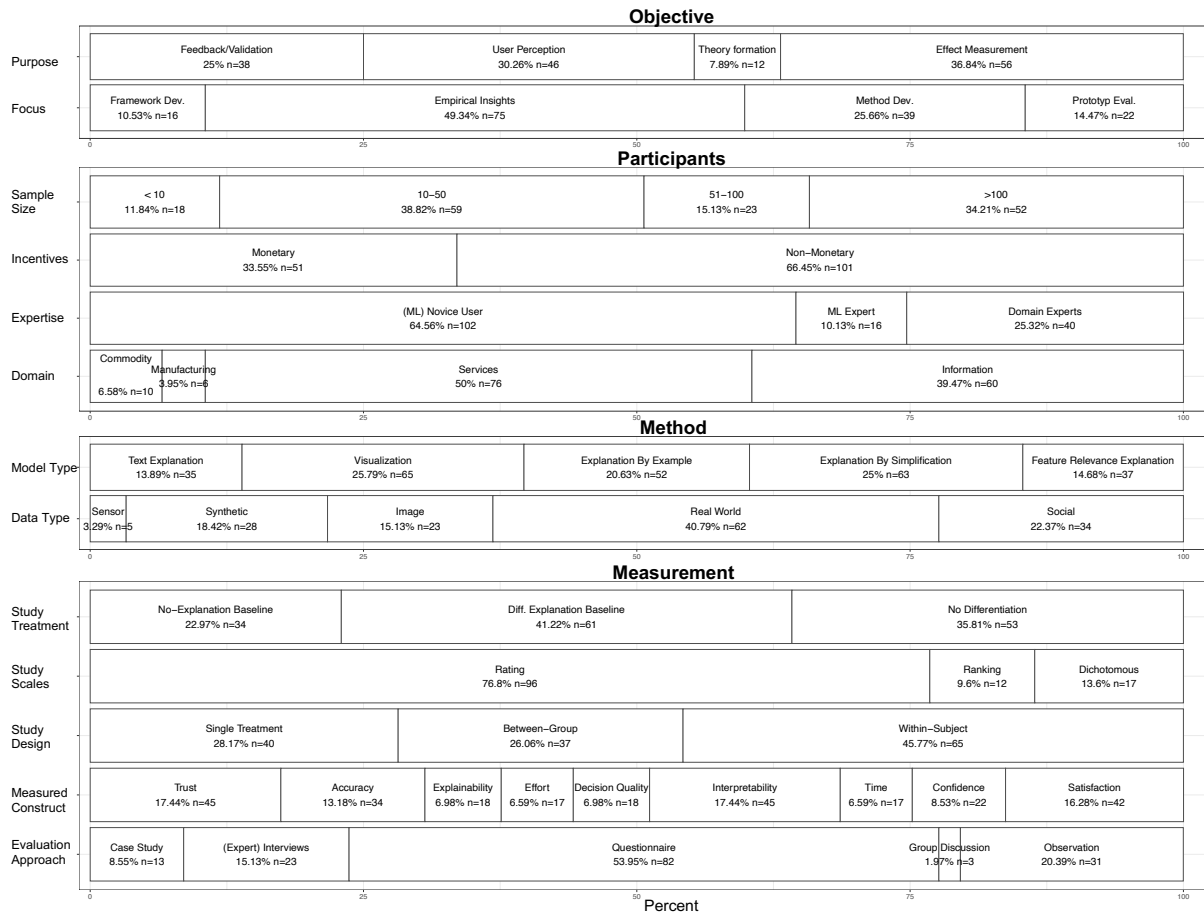 Objective
Purpose
Feedback/Validation
25% n=38
User Perception
30.26% n=46
Theory formation
7.89% n=12
Effect Measurement
36.84% n=56
Focus
Framework Dev.
10.53% n=16
Empirical Insights
49.34% n=75
Method Dev.
25.66% n=39
Prototyp Eval.
14.47% n=22
0 25 50 75 100
Participants
Sample
Size
< 10
11.84% n=18
10−50
38.82% n=59
51−100
15.13% n=23
>100
34.21% n=52
Incentives
Monetary
33.55% n=51
Non−Monetary
66.45% n=101
Expertise
(ML) Novice User
64.56% n=102
ML Expert
10.13% n=16
Domain Experts
25.32% n=40
Domain
Commodity
6.58% n=10
Manufacturing
3.95% n=6
Services
50% n=76
Information
39.47% n=60
0 25 50 75 100
Method
Model Type
Text Explanation
13.89% n=35
Visualization
25.79% n=65
Explanation By Example
20.63% n=52
Explanation By Simplification
25% n=63
Feature Relevance Explanation
14.68% n=37
Data Type
Sensor
3.29% n=5
Synthetic
18.42% n=28
Image
15.13% n=23
Real World
40.79% n=62
Social
22.37% n=34
0 25 50 75 100
Measurement
Study
Treatment
No−Explanation Baseline
22.97% n=34
Diff. Explanation Baseline
41.22% n=61
No Differentiation
35.81% n=53
Study
Scales
Rating
76.8% n=96
Ranking
9.6% n=12
Dichotomous
13.6% n=17
Study
Design
Single Treatment
28.17% n=40
Between−Group
26.06% n=37
Within−Subject
45.77% n=65
Measured
Construct
Trust
17.44% n=45
Accuracy
13.18% n=34
Explainability
6.98% n=18
Effort
6.59% n=17
Decision Quality
6.98% n=18
Interpretability
17.44% n=45
Time
6.59% n=17
Confidence
8.53% n=22
Satisfaction
16.28% n=42
Evaluation
Approach
Case Study
8.55% n=13
(Expert) Interviews
15.13% n=23
Questionnaire
53.95% n=82
Group Discussion
1.97% n=3
Observation
20.39% n=31
0 25 50 75 100
Percent